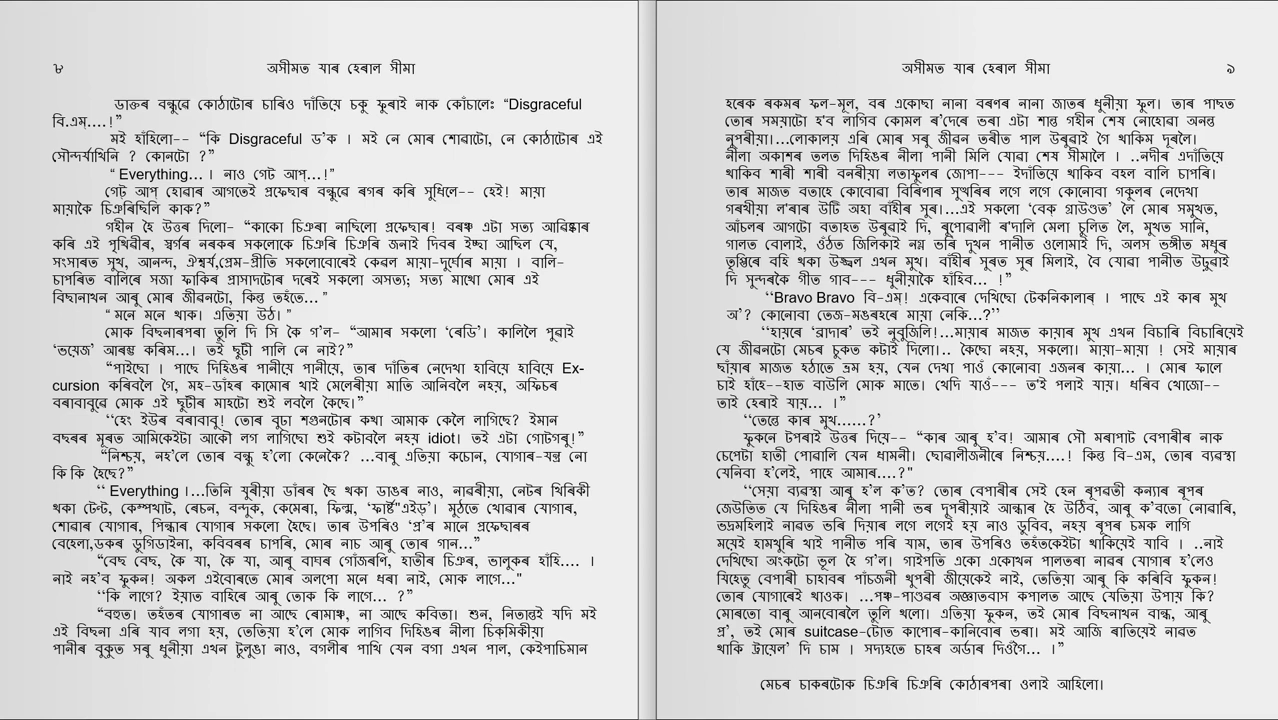 ৮
অসীমত যাৰ হেৰাল সীমা
ডাক্তৰ বন্ধুৱে কোঠাটোৰ চাৰিও দাঁতিয়ে চকু ফুৰাই নাক কোঁচালেঃ “Disgraceful
বি.এম্....!”
মই হাঁহিলো-- “কি Disgraceful ড'ক । মই নে মোৰ শোৱাটো, নে কোঠাটোৰ এই
সৌন্দৰ্য্যখিনি ? কোনটো ?”
“ Everything... । নাও গেট আপ্...!”
গেট্ আপ্ হোৱাৰ আগতেই প্ৰফেছাৰ বন্ধুৱে ৰগৰ কৰি সুধিলে-- হেই! মায়া
মায়াকৈ চিঞৰিছিলি কাক?”
গহীন হৈ উত্তৰ দিলো- “কাকো চিঞৰা নাছিলো প্ৰফেছাৰ! বৰঞ্চ এটা সত্য আৱিষ্কাৰ
কৰি এই পৃথিৱীৰ, স্বৰ্গৰ নৰকৰ সকলোকে চিঞৰি চিঞৰি জনাই দিবৰ ইচ্ছা আছিল যে,
সংসাৰত সুখ, আনন্দ, ঐশ্বৰ্য,প্ৰেম-প্ৰীতি সকলোবোৰেই কেৱল মায়া-দুৰ্ঘোৰ মায়া । বালি-
চাপৰিত বালিৰে সজা ফাকিৰ প্ৰাসাদটোৰ দৰেই সকলো অসত্য; সত্য মাথো মোৰ এই
বিছানাখন আৰু মোৰ জীৱনটো, কিন্তু তহঁতে...”
“ মনে মনে থাক। এতিয়া উঠ।”
মোক বিছনাৰপৰা তুলি দি সি কৈ গ'ল- “আমাৰ সকলো ‘ৰেডি’। কালিলৈ পুৱাই
‘ভয়েজ’ আৰম্ভ কৰিম...। তই ছুটী পালি নে নাই?”
“পাইছো । পাছে দিহিঙৰ পানীয়ে পানীয়ে, তাৰ দাঁতিৰ নেদেখা হাবিয়ে হাবিয়ে Ex-
cursion কৰিবলৈ গৈ, মহ-ডাঁহৰ কামোৰ খাই মেলেৰীয়া মাতি আনিবলৈ নহয়, অফিচৰ
বৰাবাবুৱে মোক এই ছুটীৰ মাহটো শুই লবলৈ কৈছে।”
‘‘হেং ইউৰ বৰাবাবু! তোৰ বুঢ়া শগুনটোৰ কথা আমাক কেলৈ লাগিছে? ইমান
বছৰৰ মূৰত আমিকেইটা আকৌ লগ লাগিছো শুই কটাবলৈ নহয় idiot। তই এটা গোটগৰু!”
“নিশ্চয়, নহ'লে তোৰ বন্ধু হ'লো কেনেকৈ? ...বাৰু এতিয়া কচোন, যোগাৰ-যন্ত্ৰ নো
কি কি হৈছে?”
‘‘ Everything ।...তিনি যুৰীয়া ডাঁৰৰ ছৈ থকা ডাঙৰ নাও, নাৱৰীয়া, নেটৰ খিৰিকী
থকা টেন্ট, কেম্পখাট, ৰেচন, বন্দুক, কেমেৰা, ফিল্ম, ‘ফাৰ্ষ্ট’‘এইড়’। মুঠতে খোৱাৰ যোগাৰ,
শোৱাৰ যোগাৰ, পিন্ধাৰ যোগাৰ সকলো হৈছে। তাৰ উপৰিও ‘প্ৰ'ৰ মানে প্ৰফেছাৰৰ
বেহেলা,ডকৰ ডুগিডাইনা, কবিবৰৰ চাপৰি, মোৰ নাচ আৰু তোৰ গান...”
“বেছ বেছ, কৈ যা, কৈ যা, আৰু বাঘৰ গোঁজৰণি, হাতীৰ চিঞৰ, ভালূকৰ হাঁহি.... ।
নাই নহ'ব ফুকন! অকল এইবোৰতে মোৰ অলপো মনে ধৰা নাই, মোক লাগে..."
‘‘কি লাগে? ইয়াত বাহিৰে আৰু তোক কি লাগে... ?”
“বহুত। তহঁতৰ যোগাৰত না আছে ৰোমাঞ্চ, না আছে কবিতা। শুন, নিতান্তই যদি মই
এই বিছনা এৰি যাব লগা হয়, তেতিয়া হ'লে মোক লাগিব দিহিঙৰ নীলা চিক্‌মিকীয়া
পানীৰ বুকুত সৰু ধুনীয়া এখন টুলুঙা নাও, বগলীৰ পাখি যেন বগা এখন পাল, কেইপাচিমান
অসীমত যাৰ হেৰাল সীমা
৯
হৰেক ৰকমৰ ফল-মূল, বৰ একোছা নানা বৰণৰ নানা জাতৰ ধুনীয়া ফুল। তাৰ পাছত
তোৰ সময়াটো হ'ব লাগিব কোমল ৰ'দেৰে ভৰা এটা শান্ত গহীন শেষ নোহোৱা অনন্ত
নুপৰীয়া।...লোকালয় এৰি মোৰ সৰু জীৱন তৰীত পাল উৰুৱাই গৈ থাকিম দূৰলৈ।
নীলা অকাশৰ তলত দিহিঙৰ নীলা পানী মিলি যোৱা শেষ সীমালৈ । ..নদীৰ এদাঁতিয়ে
থাকিব শাৰী শাৰী বনৰীয়া লতাফুলৰ জোপা--- ইদাঁতিয়ে থাকিব বহল বালি চাপৰি।
তাৰ মাজত বতাহে কোবোৱা বিৰিণাৰ সুত্থৰিৰ লগে লগে কোনোবা গকুলৰ নেদেখা
গৰখীয়া ল'ৰাৰ উটি অহা বাঁহীৰ সুৰ।...এই সকলো ‘বেক্ গ্ৰাউণ্ডত’ লৈ মোৰ সমুখত,
আঁচলৰ আগটো বতাহত উৰুৱাই দি, ৰূপোৱালী ৰ'দালি মেলা চুলিত লৈ, মুখত সানি,
গালত বোলাই, ওঁঠত জিলিকাই নগ্ন ভৰি দুখন পানীত ওলোমাই দি, অলস ভঙ্গীত মধুৰ
তৃপ্তিৰে বহি থকা উজ্জ্বল এখন মুখ। বাঁহীৰ সুৰত সুৰ মিলাই, বৈ যোৱা পানীত উদুৱাই
দি সুন্দৰকৈ গীত গাব--- ধুনীয়াকৈ হাঁহিব... !”
‘‘Bravo Bravo বি-এম্! একেবাৰে দেখিছো টেকনিকালাৰ্ । পাছে এই কাৰ মুখ
অ'? কোনোবা তেজ-মঙহৰে মায়া নেকি...?’’
‘‘হায়ৰে ‘ব্লাদাৰ’ তই নুবুজিলি!...মায়াৰ মাজত কায়াৰ মুখ এখন বিচাৰি বিচাৰিয়েই
যে জীৱনটো মেচৰ চুকত কটাই দিলো।.. কৈছো নহয়, সকলো। মায়া-মায়া ! সেই মায়াৰ
ছাঁয়াৰ মাজত হঠাতে ভ্ৰম হয়, যেন দেখা পাওঁ কোনোবা এজনৰ কায়া... । মোৰ ফালে
চাই হাঁহে--হাত বাউলি মোক মাতে। খেদি যাওঁ--- ত'ই পলাই যায়। ধৰিব খোজো--
তাই হেৰাই যায়... ।”
‘‘তেন্তে কাৰ মুখ......?’
ফুকনে টপৰাই উত্তৰ দিয়ে-- “কাৰ আৰু হ'ব! আমাৰ সৌ মৰাপাট বেপাৰীৰ নাক
চেপেটা হাতী পোৱালি যেন ধামনী। ছোৱালীজনীৰে নিশ্চয়....! কিন্তু বি-এম, তোৰ ব্যৱস্থা
যেনিবা হ'লেই, পাহে আমাৰ....?"
‘‘সেয়া ব্যৱস্থা আৰু হ'ল ক'ত? তোৰ বেপাৰীৰ সেই হেন ৰূপৱতী কন্যাৰ ৰূপৰ
জেউতিত যে দিহিঙৰ নীলা পানী ভৰ দুপৰীয়াই আন্ধাৰ হৈ উঠিব, আৰু ক'বতো নোৱাৰি,
ভদ্ৰমহিলাই নাৱত ভৰি দিয়াৰ লগে লগেই হয় নাও ডুবিব, নহয় ৰূপৰ চমক লাগি
ময়েই হামখুৰি খাই পানীত পৰি যাম, তাৰ উপৰিও তহঁতকেইটা থাকিয়েই যাবি । ..নাই
দেখিছো অংকটো ভূল হৈ গ'ল। গাইপতি একো একোখন পালতৰা নাৱৰ যোগাৰ হ'লেও
যিহেতু বেপাৰী চাহাবৰ পাঁচজনী থুপৰী জীয়েকেই নাই, তেতিয়া আৰু কি কৰিবি ফুকন!
তোৰ যোগাৰেই থাওক। ...পঞ্চ-পাণ্ডৱৰ অজ্ঞাতবাস কপালত আছে যেতিয়া উপায় কি?
মোৰতো বাৰু আনবোৰলৈ তুলি থলো। এতিয়া ফুকন, তই মোৰ বিছনাখন বান্ধ, আৰু
প্ৰ', তই মোৰ suitcase-টোত কাপোৰ-কানিবোৰ ভৰা। মই আজি ৰাতিয়েই নাৱত
থাকি ট্ৰায়েল’ দি চাম । সদ্যহতে চাহৰ অৰ্ডাৰ দিওগৈ... ।”
মেচৰ চাকৰটোক চিঞৰি চিঞৰি কোঠাৰপৰা ওলাই আহিলো।